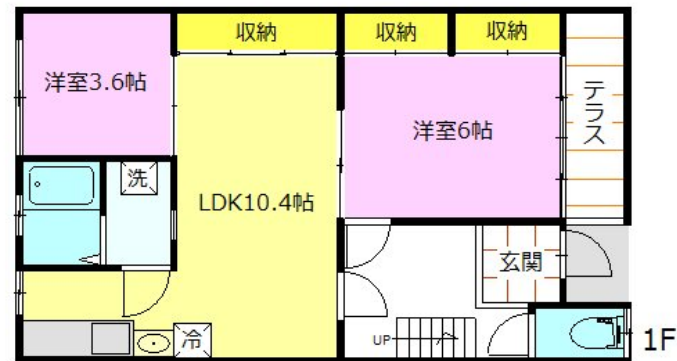 収納
収納
収納
洋室3.6帖
洋室6帖
テラス
洗
LDK10.4帖
玄関
冷
UP
1F